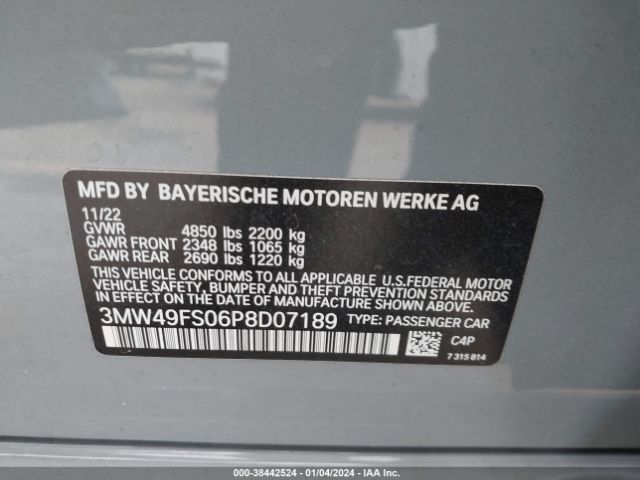 MFD BY BAYERISCHE MOTOREN WERKE AG
11/22
GVWR 4850 lbs 2200 kg
GAWR FRONT 2348 lbs 1065 kg
GAWR REAR 2690 lbs 1220 kg
THIS VEHICLE CONFORMS TO ALL APPLICABLE U.S.FEDERAL MOTOR
VEHICLE SAFETY, BUMPER AND THEFT PREVENTION STANDARDS
IN EFFECT ON THE DATE OF MANUFACTURE SHOWN ABOVE.
3MW49FS06P8D07189 TYPE: PASSENGER CAR
C4P
7 315 814
000-38442524 - 01/04/2024 - IAA Inc.